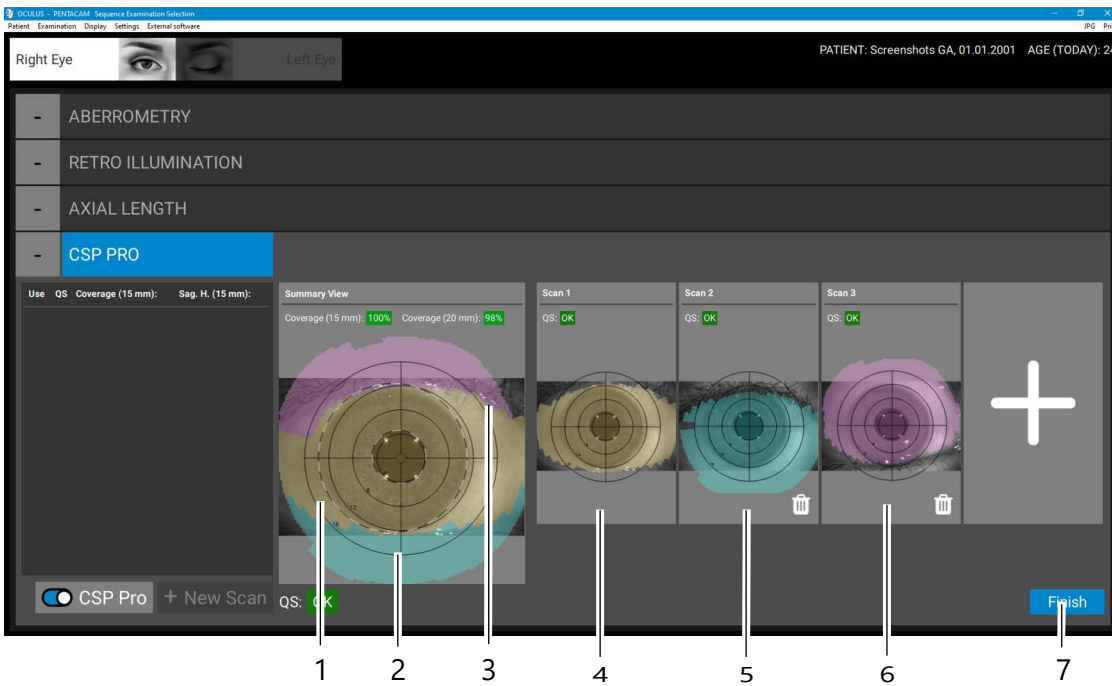 OCULUS - PENTACAM Sequence Examination Selection
Patient Examination Display Settings External software JPG Pri
Right Eye Left Eye PATIENT: Screenshots GA, 01.01.2001 AGE (TODAY): 24
- ABERROMETRY
- RETRO ILLUMINATION
- AXIAL LENGTH
- CSP PRO
Use QS Coverage (15 mm): Sag. H. (15 mm):
Summary View
Coverage (15 mm): 100% Coverage (20 mm): 98%
Scan 1
QS: OK
Scan 2
QS: OK
Scan 3
QS: OK
CSP Pro + New Scan
QS: OK
Finish
1 2 3 4 5 6 7